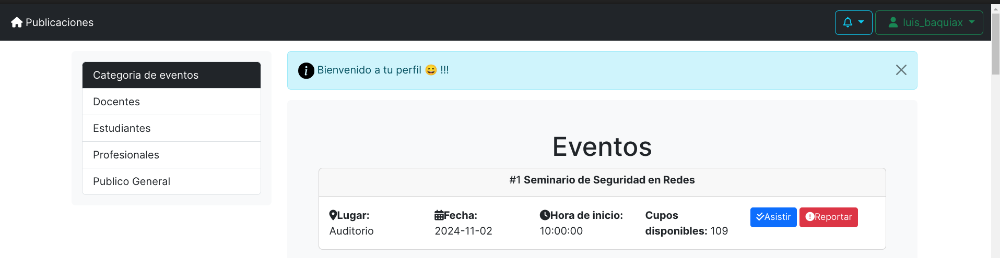 Publicaciones
luis_baquiax
Categoria de eventos
Docentes
Estudiantes
Profesionales
Publico General
Bienvenido a tu perfil 😄 !!!
Eventos
#1 Seminario de Seguridad en Redes
Lugar:
Auditorio
Fecha:
2024-11-02
Hora de inicio:
10:00:00
Cupos
disponibles: 109
Asistir
Reportar